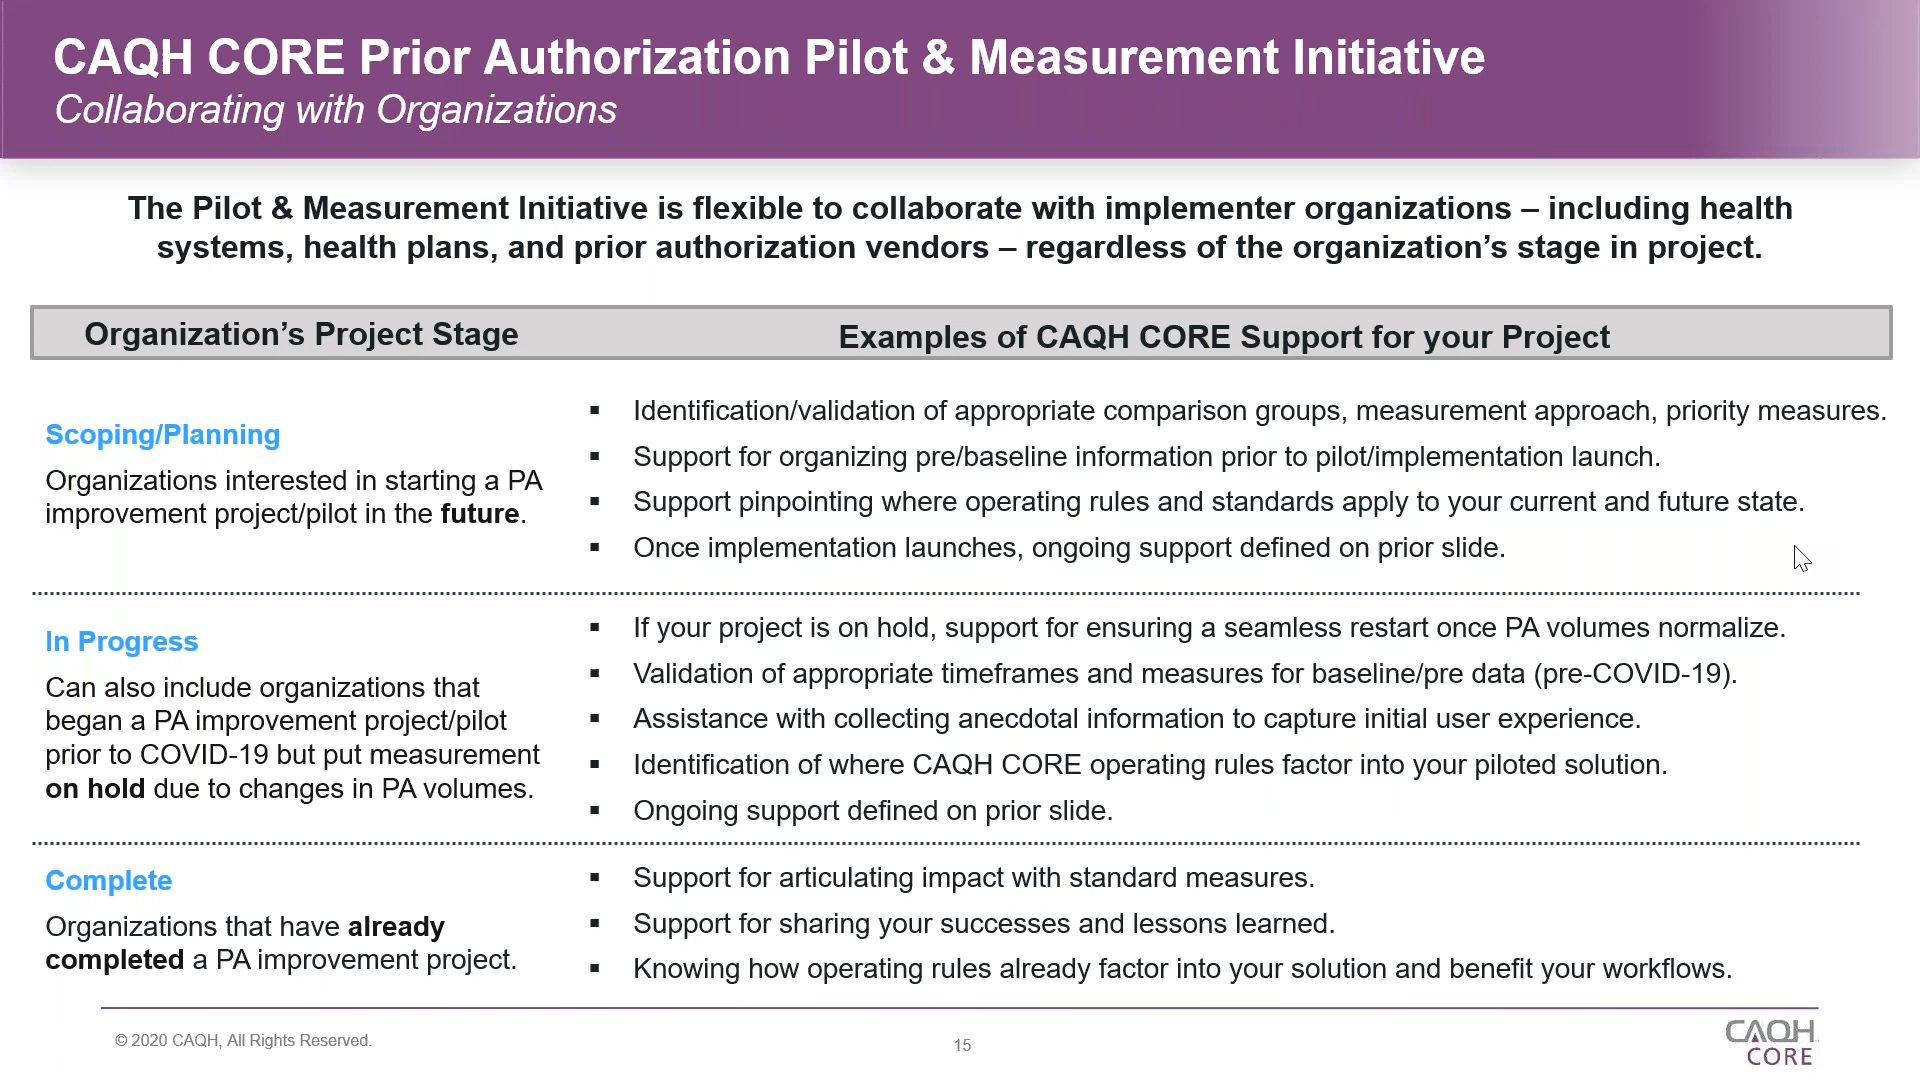 CAQH CORE Prior Authorization Pilot & Measurement Initiative
Collaborating with Organizations
The Pilot & Measurement Initiative is flexible to collaborate with implementer organizations – including health
systems, health plans, and prior authorization vendors – regardless of the organization’s stage in project.
Organization’s Project Stage
Examples of CAQH CORE Support for your Project
Scoping/Planning
Organizations interested in starting a PA
improvement project/pilot in the future.
▪ Identification/validation of appropriate comparison groups, measurement approach, priority measures.
▪ Support for organizing pre/baseline information prior to pilot/implementation launch.
▪ Support pinpointing where operating rules and standards apply to your current and future state.
▪ Once implementation launches, ongoing support defined on prior slide.
In Progress
Can also include organizations that
began a PA improvement project/pilot
prior to COVID-19 but put measurement
on hold due to changes in PA volumes.
▪ If your project is on hold, support for ensuring a seamless restart once PA volumes normalize.
▪ Validation of appropriate timeframes and measures for baseline/pre data (pre-COVID-19).
▪ Assistance with collecting anecdotal information to capture initial user experience.
▪ Identification of where CAQH CORE operating rules factor into your piloted solution.
▪ Ongoing support defined on prior slide.
Complete
Organizations that have already
completed a PA improvement project.
▪ Support for articulating impact with standard measures.
▪ Support for sharing your successes and lessons learned.
▪ Knowing how operating rules already factor into your solution and benefit your workflows.
© 2020 CAQH, All Rights Reserved.
15
CAQH
CORE